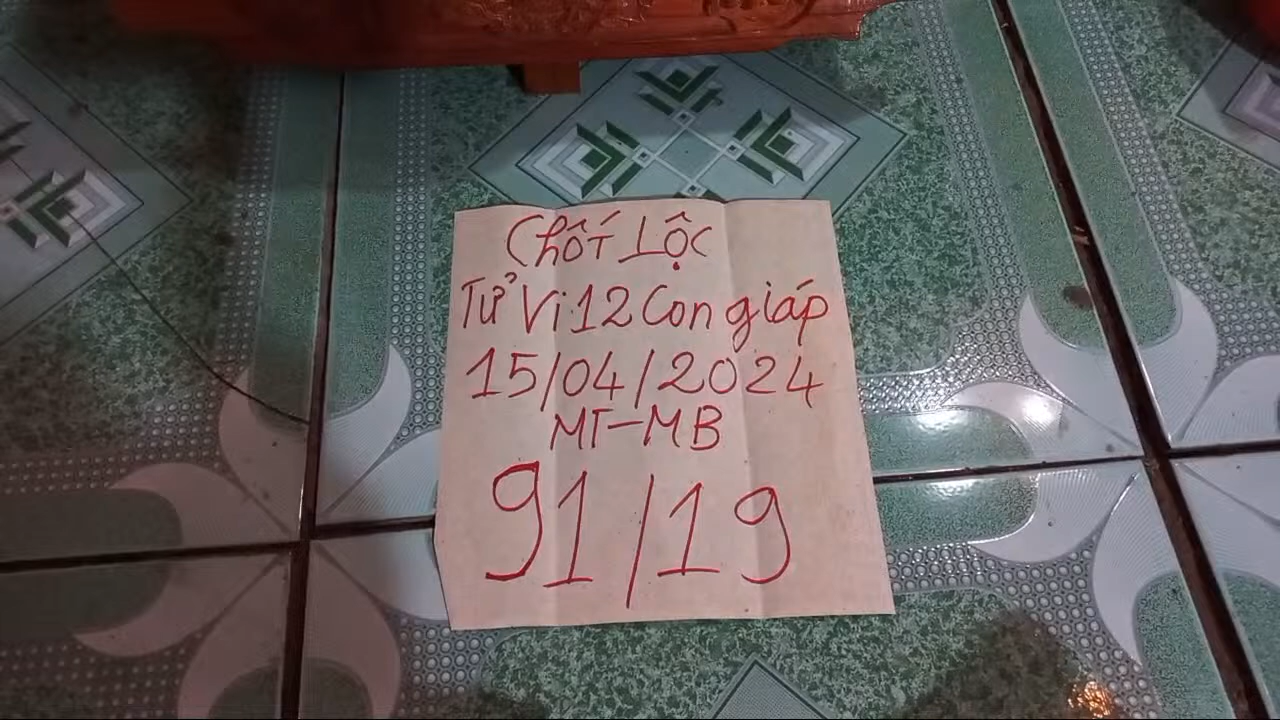 Chốt Lộc
Tử Vi 12 Con giáp
15/04/2024
MT-MB
91/19